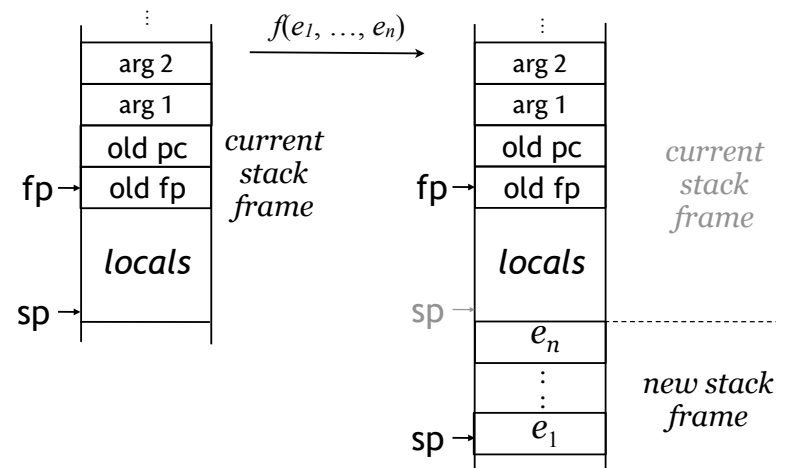 ⋮
arg 2
arg 1
old pc
old fp
fp
locals
sp
current
stack
frame
f(e₁, …, eₙ)
⋮
arg 2
arg 1
old pc
old fp
fp
locals
sp
eₙ
⋮ ⋮
e₁
sp
current
stack
frame
new stack
frame